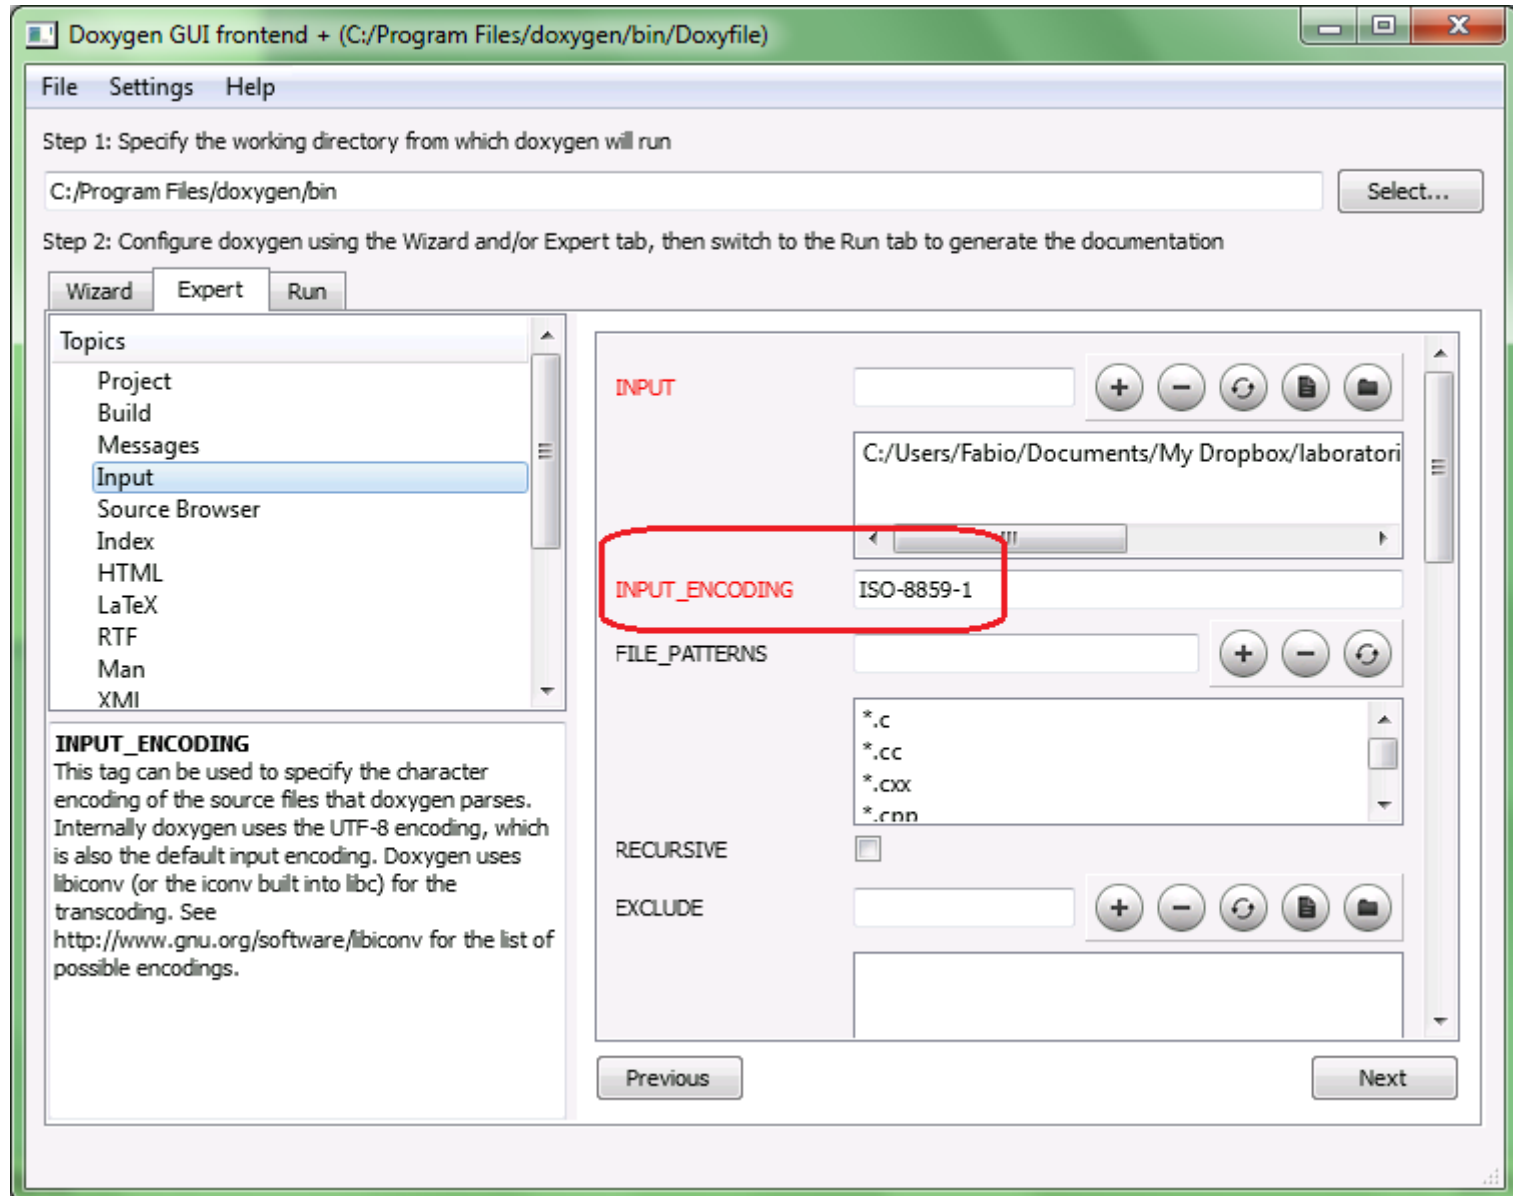 Doxygen GUI frontend + (C:/Program Files/doxygen/bin/Doxyfile)
File Settings Help
Step 1: Specify the working directory from which doxygen will run
C:/Program Files/doxygen/bin
Select...
Step 2: Configure doxygen using the Wizard and/or Expert tab, then switch to the Run tab to generate the documentation
Wizard Expert Run
Topics
Project
Build
Messages
Input
Source Browser
Index
HTML
LaTeX
RTF
Man
XML
INPUT_ENCODING
This tag can be used to specify the character
encoding of the source files that doxygen parses.
Internally doxygen uses the UTF-8 encoding, which
is also the default input encoding. Doxygen uses
libiconv (or the iconv built into libc) for the
transcoding. See
http://www.gnu.org/software/libiconv for the list of
possible encodings.
INPUT
C:/Users/Fabio/Documents/My Dropbox/laboratori
INPUT_ENCODING ISO-8859-1
FILE_PATTERNS
*.c
*.cc
*.cxx
*.cpp
RECURSIVE
EXCLUDE
Previous
Next